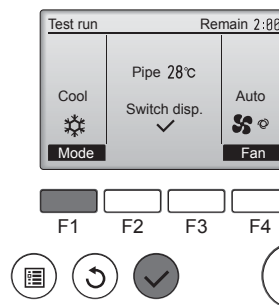 Test run Remain 2:00
Pipe 28℃
Cool Auto
Switch disp.
Mode Fan
F1 F2 F3 F4